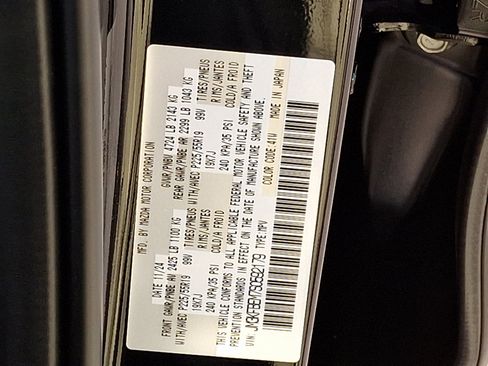 MFD. BY MAZDA MOTOR CORPORATION
DATE 11/24 GVWR/PNBV 4724 LB 2143 KG
FRONT GAWR/PNBE AV 2425 LB 1100 KG REAR GAWR/PNBE AR 2299 LB 1043 KG
WITH/AVEC P225/55R19 99V TIRES/PNEUS WITH/AVEC P225/55R19 99V TIRES/PNEUS
19X7J RIMS/JANTES 19X7J RIMS/JANTES
240 KPA/35 PSI COLD/A FROID 240 KPA/35 PSI COLD/A FROID
THIS VEHICLE CONFORMS TO ALL APPLICABLE FEDERAL MOTOR VEHICLE SAFETY AND THEFT
PREVENTION STANDARDS IN EFFECT ON THE DATE OF MANUFACTURE SHOWN ABOVE.
VIN TYPE:MPV COLOR CODE:41V MADE IN JAPAN